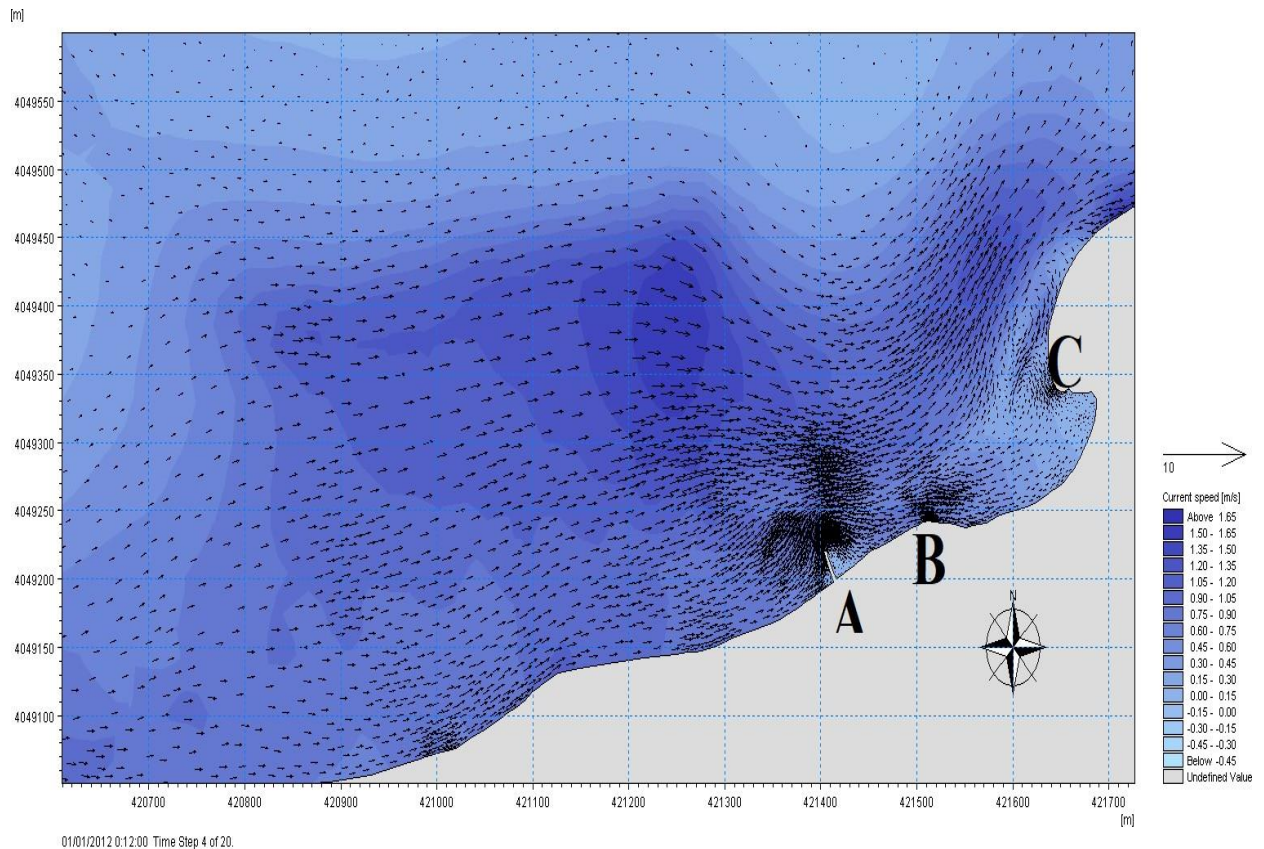 [m]
4049550
4049500
4049450
4049400
4049350
4049300
4049250
4049200
4049150
4049100
C
B
A
N
10
Current speed [m/s]
Above 1.65
1.50 - 1.65
1.35 - 1.50
1.20 - 1.35
1.05 - 1.20
0.90 - 1.05
0.75 - 0.90
0.60 - 0.75
0.45 - 0.60
0.30 - 0.45
0.15 - 0.30
0.00 - 0.15
-0.15 - 0.00
-0.30 - -0.15
-0.45 - -0.30
Below -0.45
Undefined Value
420700 420800 420900 421000 421100 421200 421300 421400 421500 421600 421700
[m]
01/01/2012 0:12:00 Time Step 4 of 20.